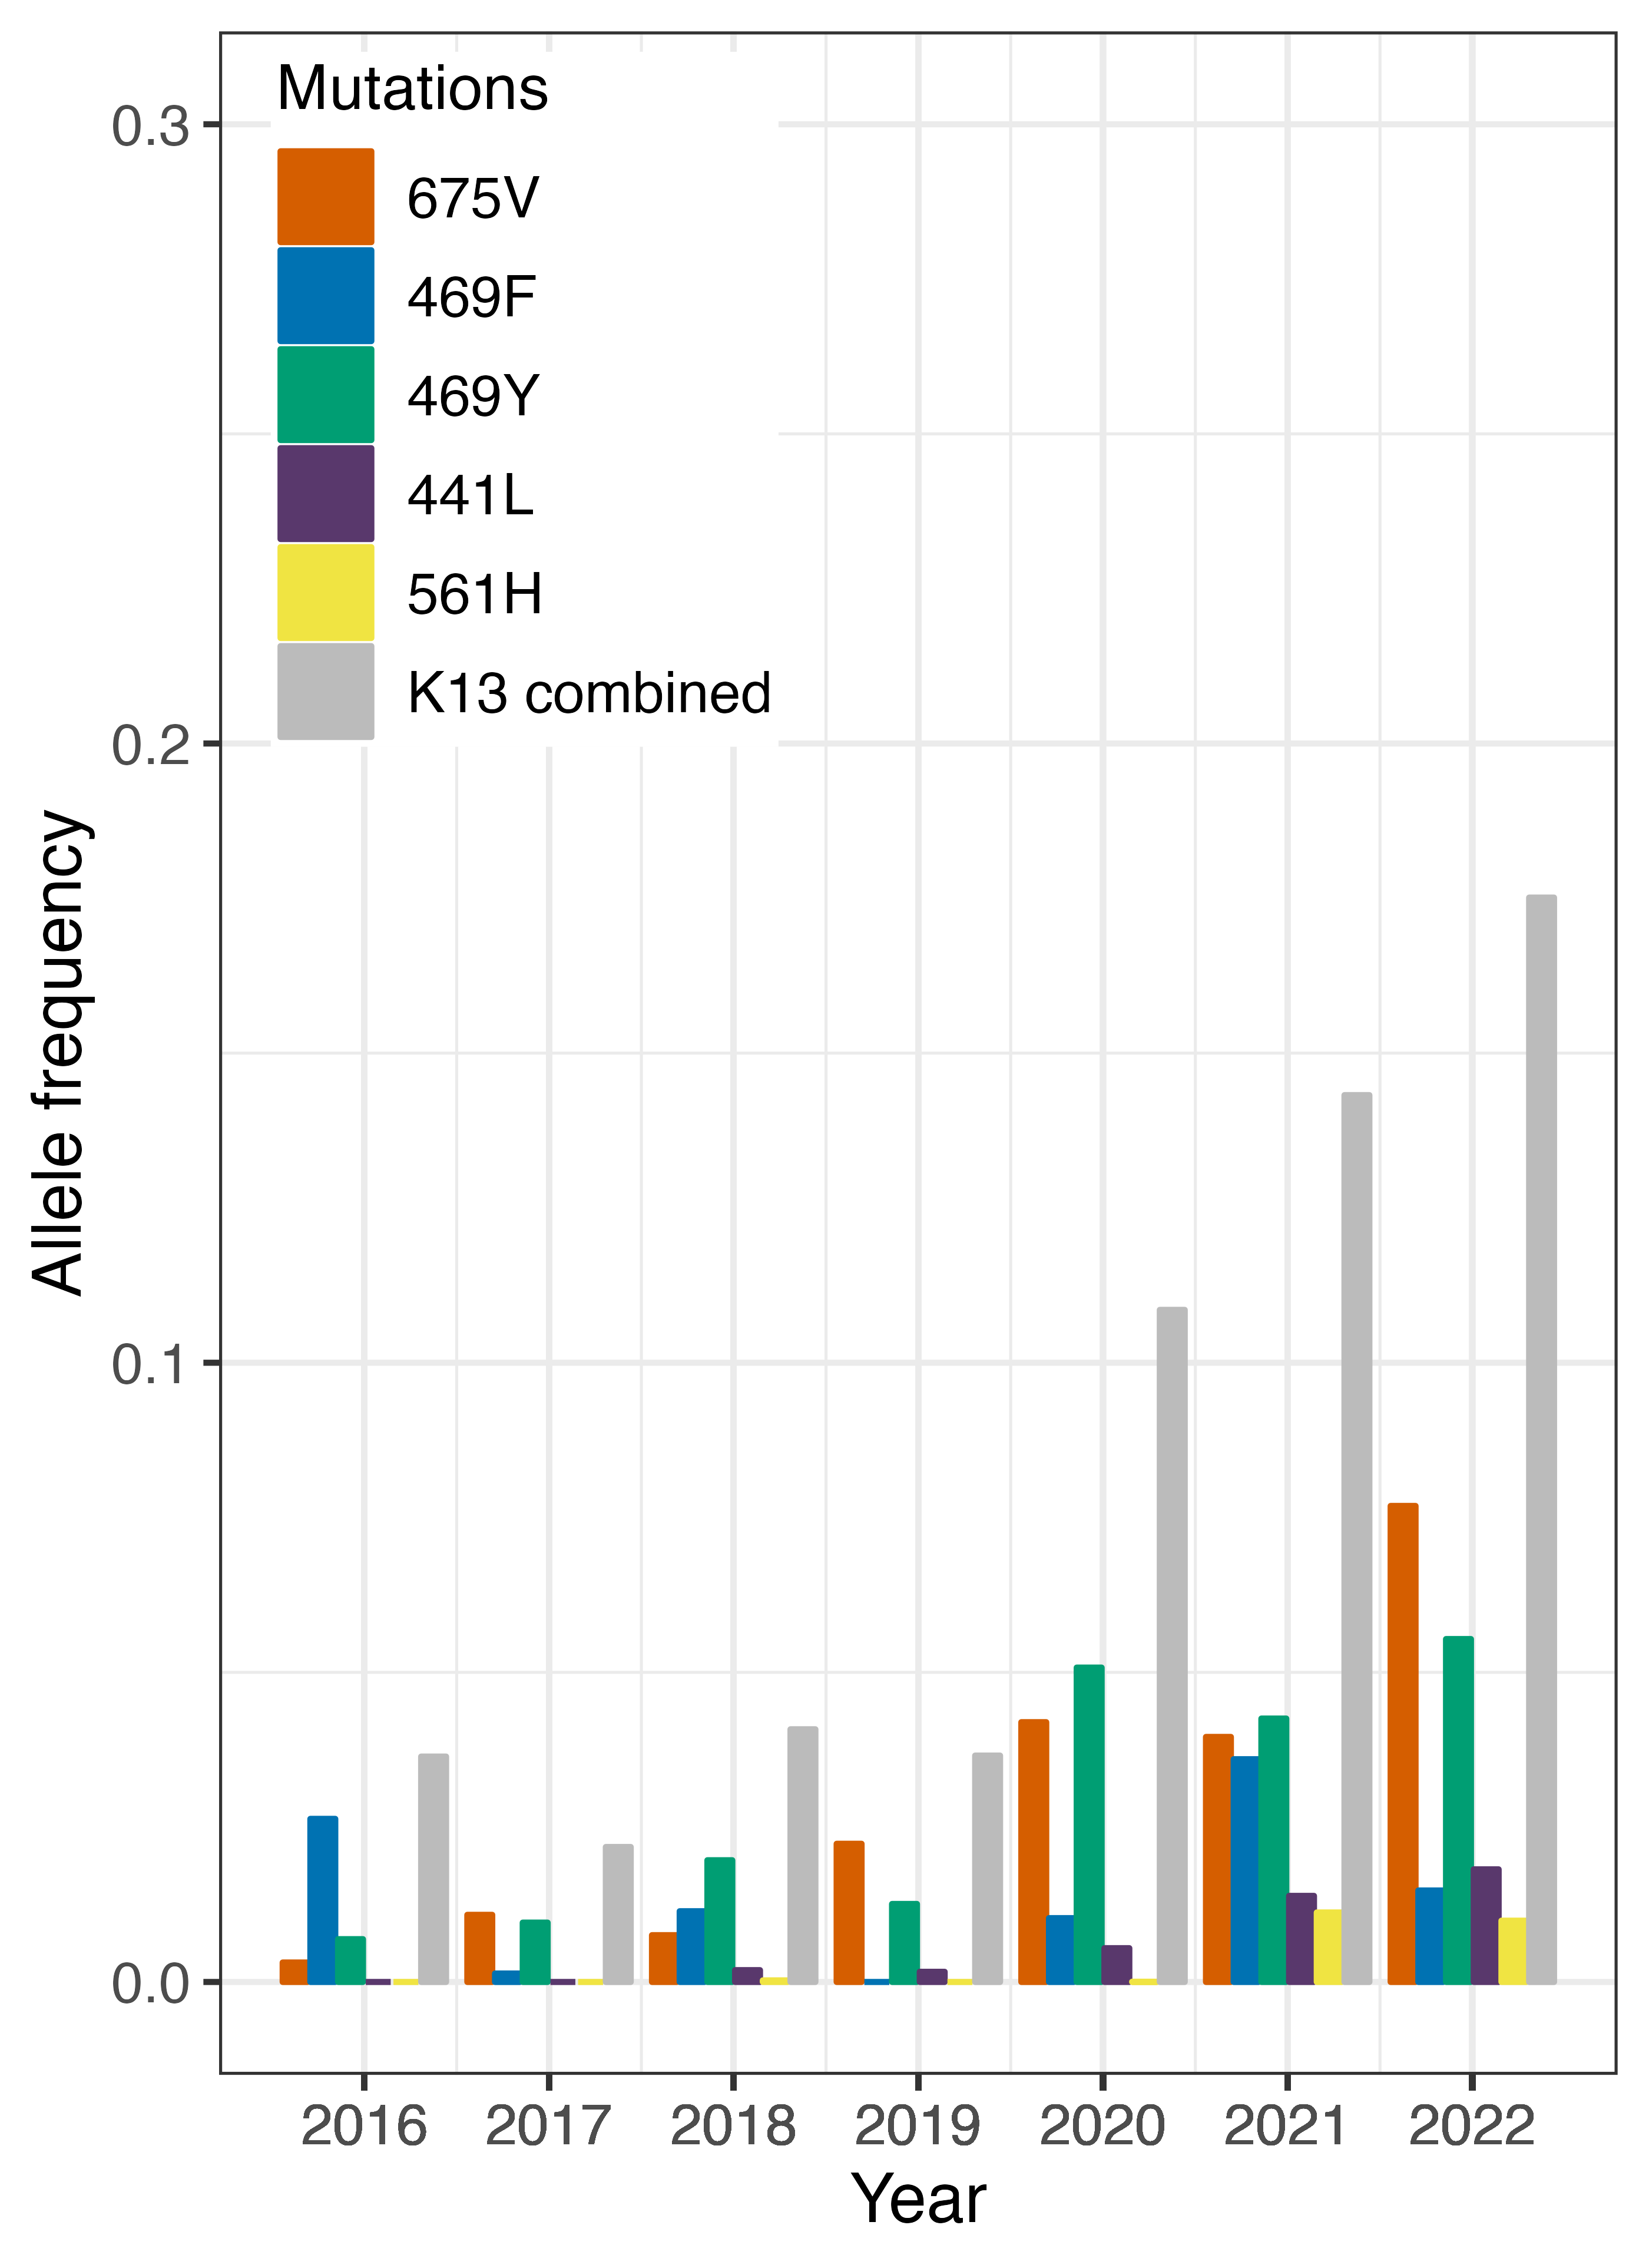 Mutations
675V
469F
469Y
441L
561H
K13 combined
Allele frequency
0.3
0.2
0.1
0.0
2016 2017 2018 2019 2020 2021 2022
Year